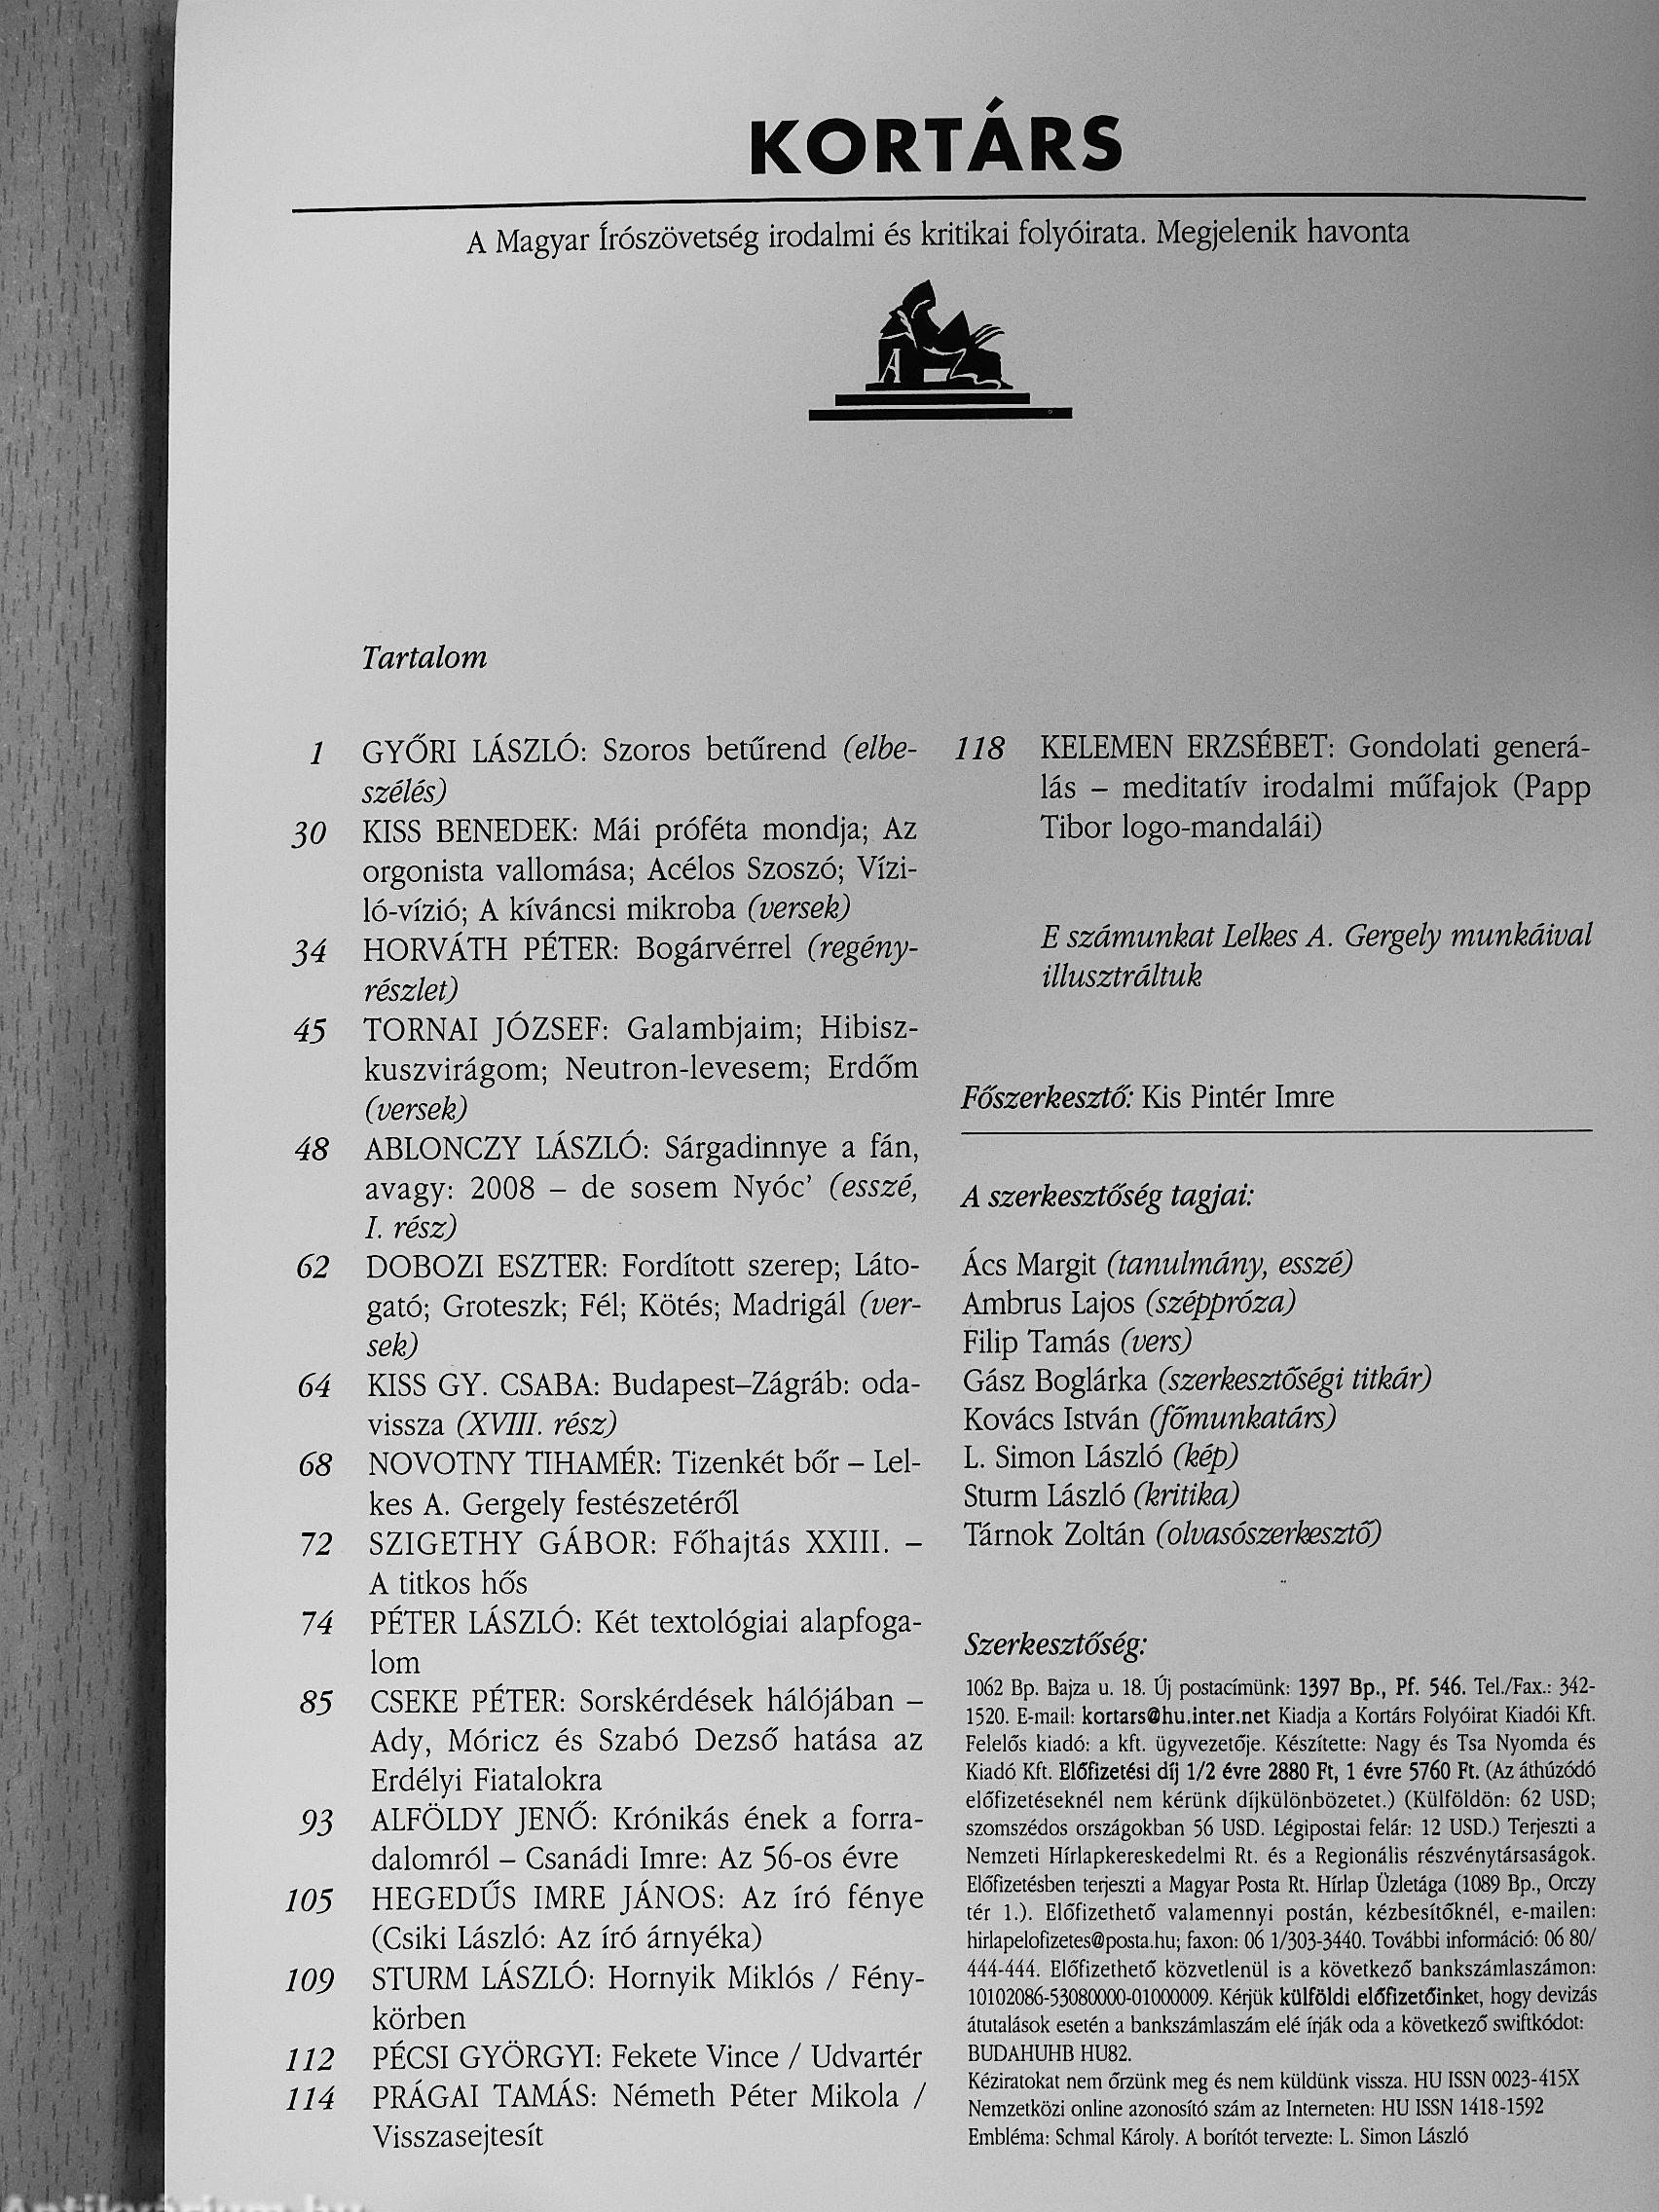 KORTÁRS
A Magyar Írószövetség irodalmi és kritikai folyóirata. Megjelenik havonta
A
Tartalom
1 GYŐRI LÁSZLÓ: Szoros betűrend (elbe-
szélés)
30 KISS BENEDEK: Mái próféta mondja; Az
orgonista vallomása; Acélos Szoszó; Vízi-
ló-vízió; A kíváncsi mikroba (versek)
34 HORVÁTH PÉTER: Bogárvérrel (regény-
részlet)
45 TORNAI JÓZSEF: Galambjaim; Hibisz-
kuszvirágom; Neutron-levesem; Erdőm
(versek)
48 ABLONCZY LÁSZLÓ: Sárgadinnye a fán,
avagy: 2008 – de sosem Nyóc’ (esszé,
I. rész)
62 DOBOZI ESZTER: Fordított szerep; Láto-
gató; Groteszk; Fél; Kötés; Madrigál (ver-
sek)
64 KISS GY. CSABA: Budapest–Zágráb: oda-
vissza (XVIII. rész)
68 NOVOTNY TIHAMÉR: Tizenkét bőr – Lel-
kes A. Gergely festészetéről
72 SZIGETHY GÁBOR: Főhajtás XXIII. –
A titkos hős
74 PÉTER LÁSZLÓ: Két textológiai alapfoga-
lom
85 CSEKE PÉTER: Sorskérdések hálójában –
Ady, Móricz és Szabó Dezső hatása az
Erdélyi Fiatalokra
93 ALFÖLDY JENŐ: Krónikás ének a forra-
dalomról – Csanádi Imre: Az 56-os évre
105 HEGEDŰS IMRE JÁNOS: Az író fénye
(Csiki László: Az író árnyéka)
109 STURM LÁSZLÓ: Hornyik Miklós / Fény-
körben
112 PÉCSI GYÖRGYI: Fekete Vince / Udvartér
114 PRÁGAI TAMÁS: Németh Péter Mikola /
Visszasejtesít
118 KELEMEN ERZSÉBET: Gondolati generá-
lás – meditatív irodalmi műfajok (Papp
Tibor logo-mandalái)
E számunkat Lelkes A. Gergely munkáival
illusztráltuk
Főszerkesztő: Kis Pintér Imre
A szerkesztőség tagjai:
Ács Margit (tanulmány, esszé)
Ambrus Lajos (széppróza)
Filip Tamás (vers)
Gász Boglárka (szerkesztőségi titkár)
Kovács István (főmunkatárs)
L. Simon László (kép)
Sturm László (kritika)
Tárnok Zoltán (olvasószerkesztő)
Szerkesztőség:
1062 Bp. Bajza u. 18. Új postacímünk: 1397 Bp., Pf. 546. Tel./Fax.: 342-
1520. E-mail: kortars@hu.inter.net Kiadja a Kortárs Folyóirat Kiadói Kft.
Felelős kiadó: a kft. ügyvezetője. Készítette: Nagy és Tsa Nyomda és
Kiadó Kft. Előfizetési díj 1/2 évre 2880 Ft, 1 évre 5760 Ft. (Az áthúzódó
előfizetéseknél nem kérünk díjkülönbözetet.) (Külföldön: 62 USD;
szomszédos országokban 56 USD. Légipostai felár: 12 USD.) Terjeszti a
Nemzeti Hírlapkereskedelmi Rt. és a Regionális részvénytársaságok.
Előfizetésben terjeszti a Magyar Posta Rt. Hírlap Üzletága (1089 Bp., Orczy
tér 1.). Előfizethető valamennyi postán, kézbesítőknél, e-mailen:
hirlapelofizetes@posta.hu; faxon: 06 1/303-3440. További információ: 06 80/
444-444. Előfizethető közvetlenül is a következő bankszámlaszámon:
10102086-53080000-01000009. Kérjük külföldi előfizetőinket, hogy devizás
átutalások esetén a bankszámlaszám elé írják oda a következő swiftkódot:
BUDAHUHB HU82.
Kéziratokat nem őrzünk meg és nem küldünk vissza. HU ISSN 0023-415X
Nemzetközi online azonosító szám az Interneten: HU ISSN 1418-1592
Embléma: Schmal Károly. A borítót tervezte: L. Simon László
Antikvárium.hu